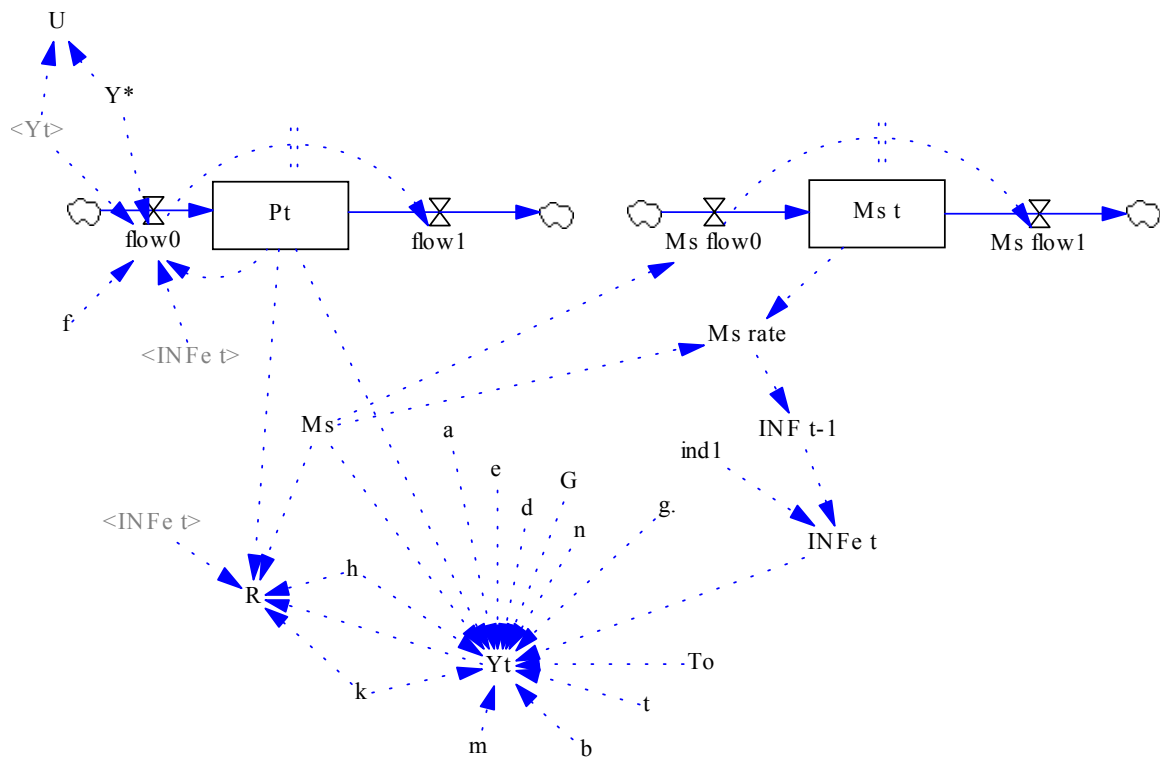 U
Y*
<Yt>
Pt
Ms t
flow0
flow1
Ms flow0
Ms flow1
f
<INFe t>
Ms rate
Ms
a
INF t-1
ind1
e
G
d
g.
<INFe t>
n
INFe t
h
R
Yt
To
k
t
m
b